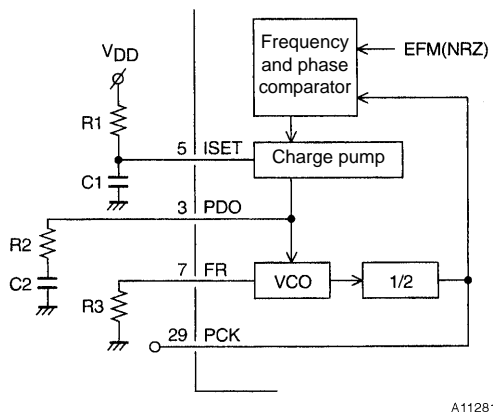 Frequency
and phase
comparator
EFM(NRZ)
VDD
R1
5 ISET
Charge pump
C1
3 PDO
R2
7 FR
VCO
1/2
C2
R3
29 PCK
A11281